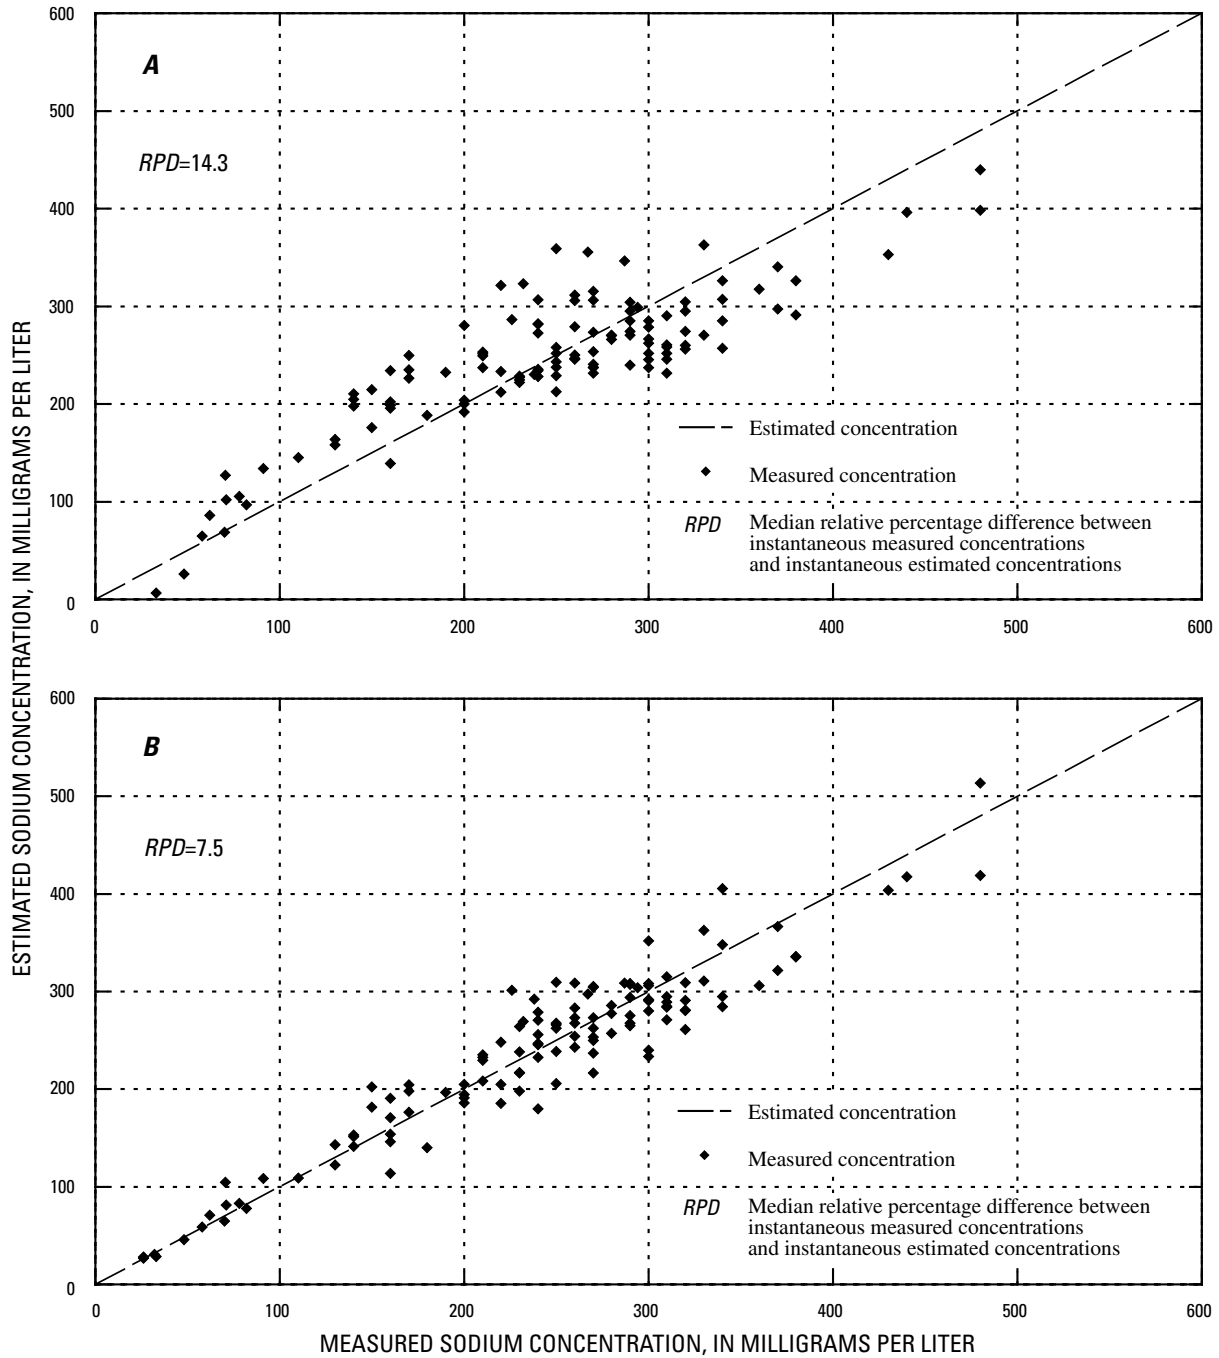 ESTIMATED SODIUM CONCENTRATION, IN MILLIGRAMS PER LITER
600
A
500
RPD=14.3
400
300
200
Estimated concentration
Measured concentration
100
RPD Median relative percentage difference between
instantaneous measured concentrations
and instantaneous estimated concentrations
0
0 100 200 300 400 500 600
600
B
500
RPD=7.5
400
300
200
Estimated concentration
Measured concentration
100
RPD Median relative percentage difference between
instantaneous measured concentrations
and instantaneous estimated concentrations
0
0 100 200 300 400 500 600
MEASURED SODIUM CONCENTRATION, IN MILLIGRAMS PER LITER